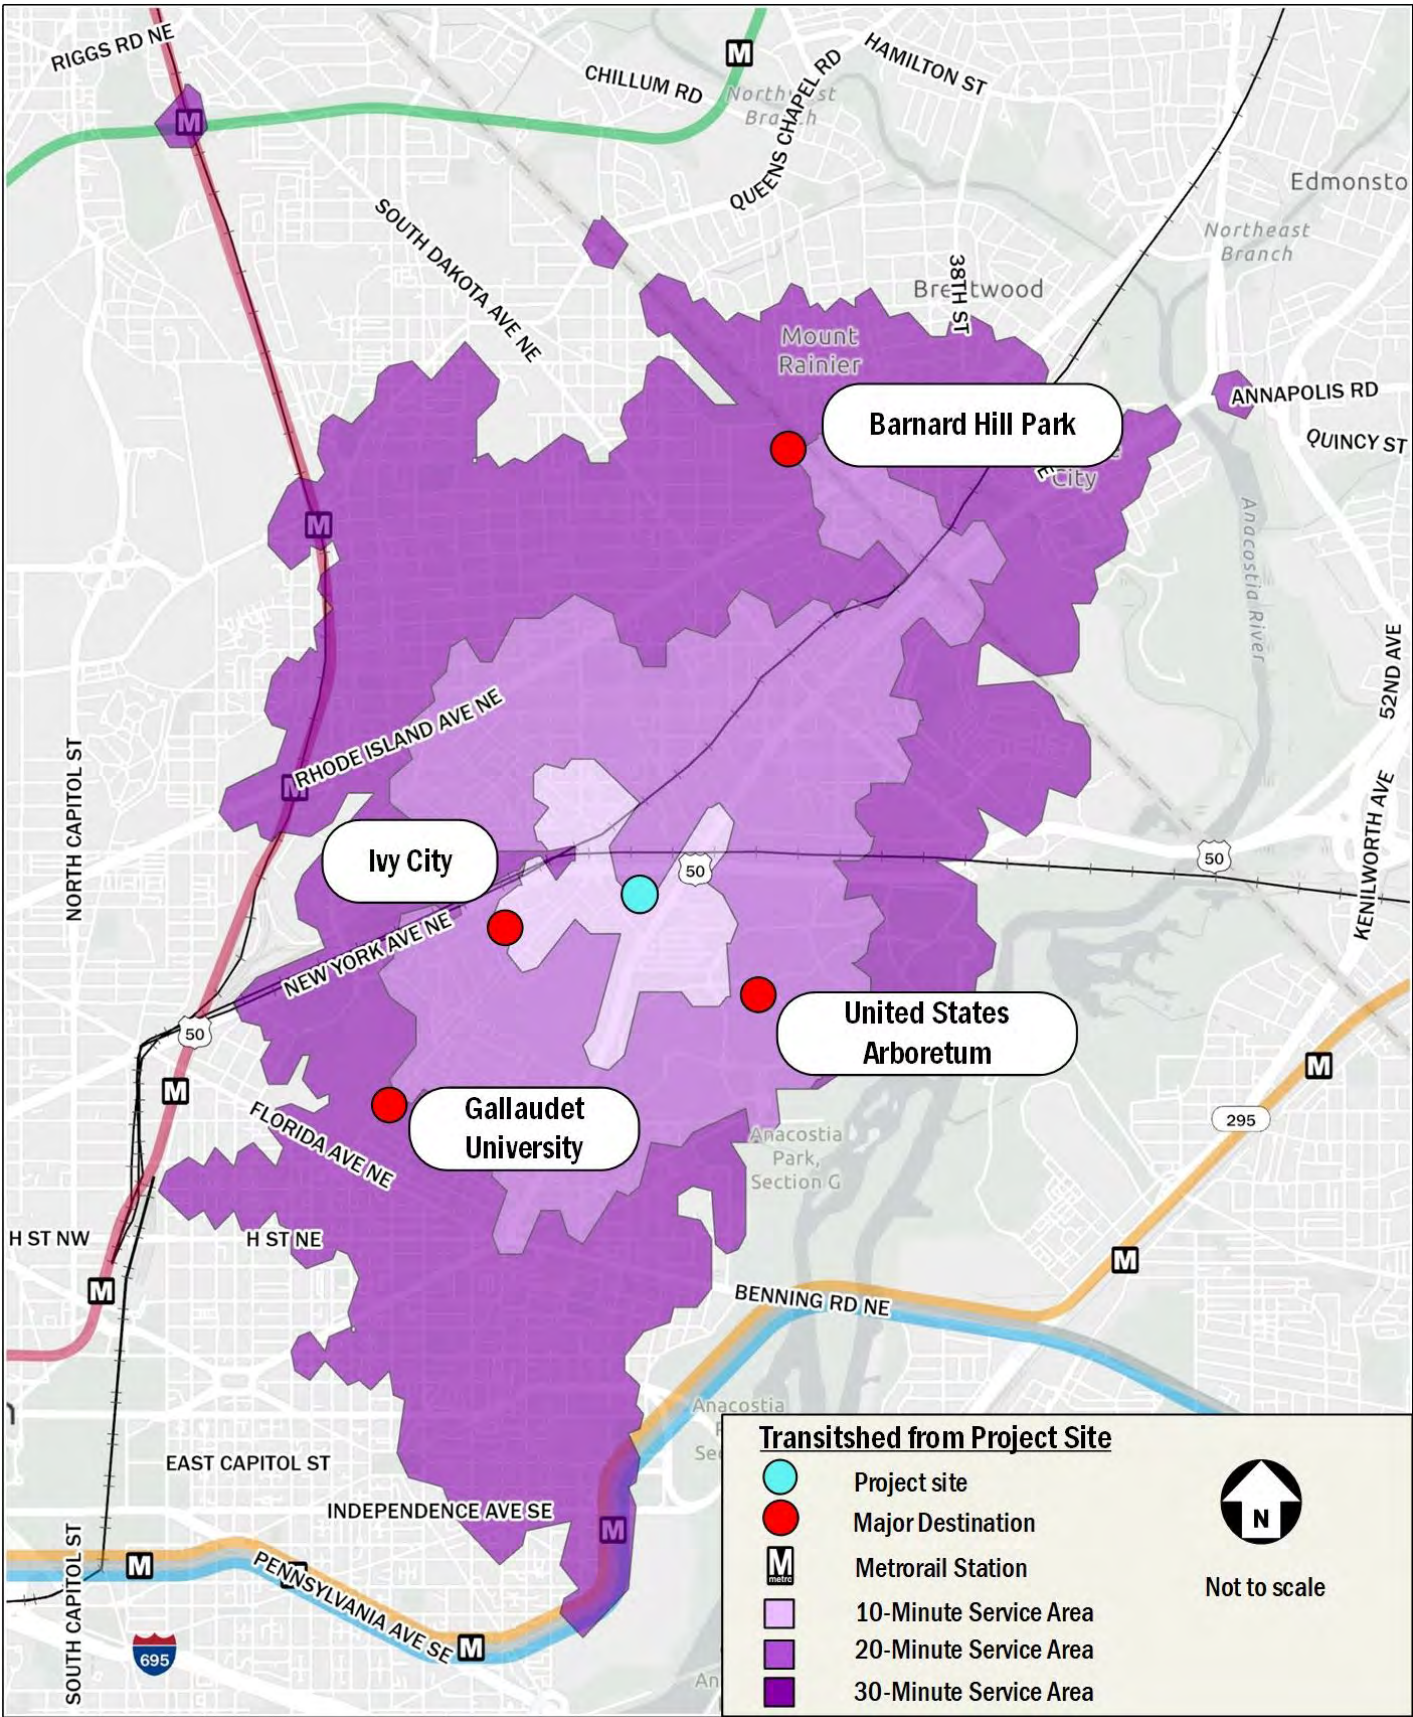 RIGGS RD NE
M
CHILLUM RD
HAMILTON ST
Northwest
Branch
QUEENS CHAPEL RD
M
Edmonsto
SOUTH DAKOTA AVE NE
Northeast
Branch
38TH ST
Brentwood
Mount
Rainier
ANNAPOLIS RD
Barnard Hill Park
QUINCY ST
City
M
Anacostia River
52ND AVE
RHODE ISLAND AVE NE
M
NORTH CAPITOL ST
KENILWORTH AVE
Ivy City
50
50
NEW YORK AVE NE
United States
Arboretum
50
M
M
Gallaudet
University
FLORIDA AVE NE
295
Anacostia
Park,
Section G
H ST NW
H ST NE
M
M
BENNING RD NE
Anacostia
EAST CAPITOL ST
INDEPENDENCE AVE SE
M
SOUTH CAPITOL ST
M
PENNSYLVANIA AVE SE
M
695
An
Transitshed from Project Site
Project site
Major Destination
M
metro
Metrorail Station
10-Minute Service Area
20-Minute Service Area
30-Minute Service Area
N
Not to scale